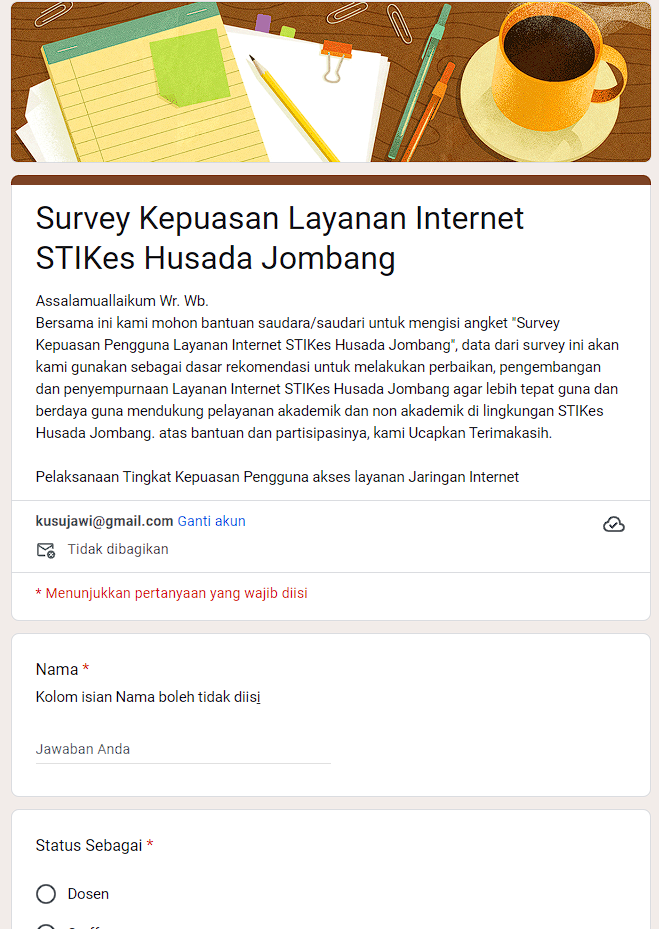 Survey Kepuasan Layanan Internet
STIKes Husada Jombang
Assalamuallaikum Wr. Wb.
Bersama ini kami mohon bantuan saudara/saudari untuk mengisi angket "Survey
Kepuasan Pengguna Layanan Internet STIKes Husada Jombang", data dari survey ini akan
kami gunakan sebagai dasar rekomendasi untuk melakukan perbaikan, pengembangan
dan penyempurnaan Layanan Internet STIKes Husada Jombang agar lebih tepat guna dan
berdaya guna mendukung pelayanan akademik dan non akademik di lingkungan STIKes
Husada Jombang. atas bantuan dan partisipasinya, kami Ucapkan Terimakasih.
Pelaksanaan Tingkat Kepuasan Pengguna akses layanan Jaringan Internet
kusujawi@gmail.com Ganti akun
Tidak dibagikan
* Menunjukkan pertanyaan yang wajib diisi
Nama *
Kolom isian Nama boleh tidak diisi
Jawaban Anda
Status Sebagai *
Dosen